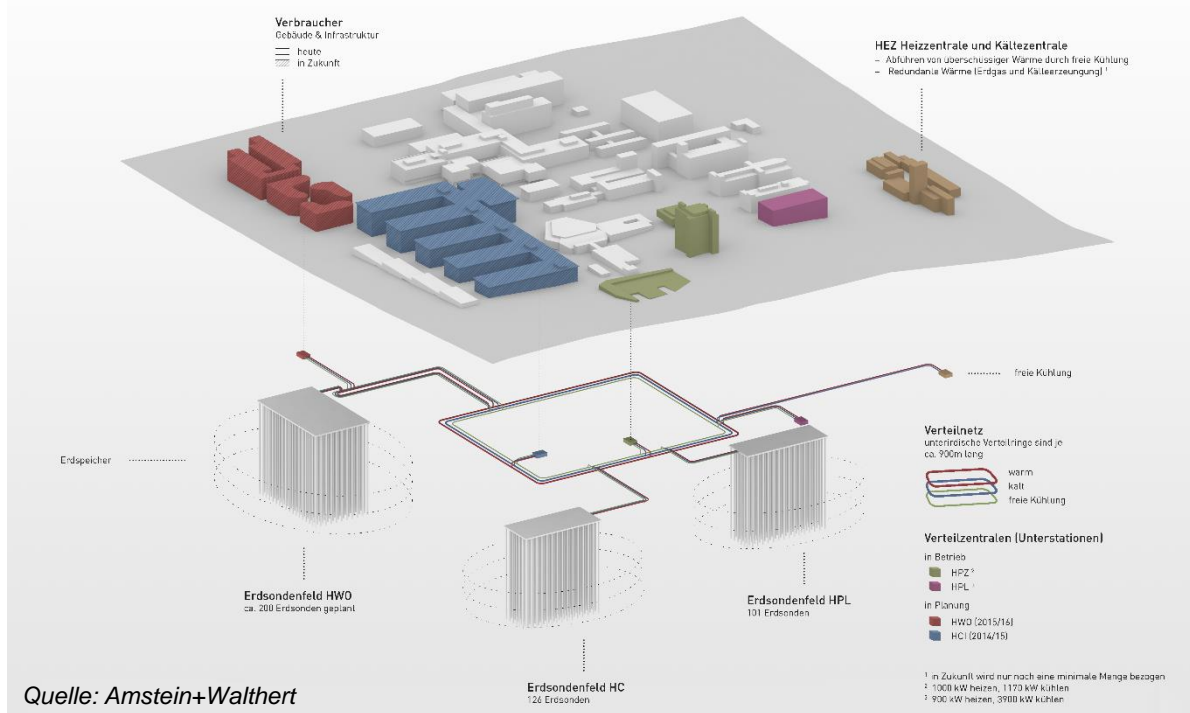 Verbraucher
Gebäude & Infrastruktur
heute
in Zukunft
HEZ Heizzentrale und Kältezentrale
– Abführen von überschüssiger Wärme durch freie Kühlung
– Redundante Wärme (Erdgas und Kälteerzeugung) ¹
freie Kühlung
Erdspeicher
Verteilnetz
unterirdische Verteilringe sind je
ca. 900m lang
warm
kalt
freie Kühlung
Verteilzentralen (Unterstationen)
in Betrieb
HPZ ²
HPL
in Planung
HWO (2015/16)
HCI (2014/15)
Erdsondenfeld HWO
ca. 200 Erdsonden geplant
Erdsondenfeld HPL
101 Erdsonden
Erdsondenfeld HC
126 Erdsonden
¹ in Zukunft wird nur noch eine minimale Menge bezogen
² 1000 kW heizen, 1170 kW kühlen
³ 900 kW heizen, 3900 kW kühlen
Quelle: Amstein+Walthert